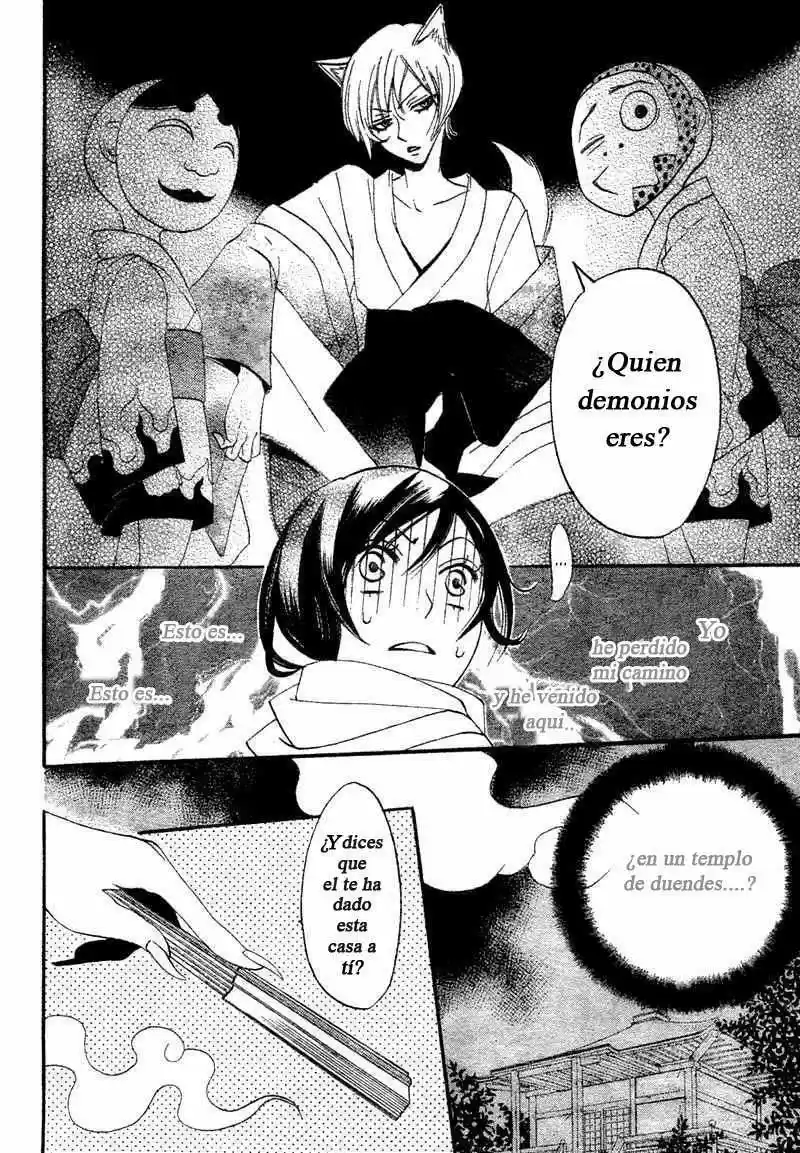 ¿Quien
demonios
eres?
...
Yo
he perdido
mi camino
y he venido
aqui..
Esto es...
Esto es...
¿en un templo
de duendes....?
¿Y dices
que
el te ha
dado
esta
casa a
tí?